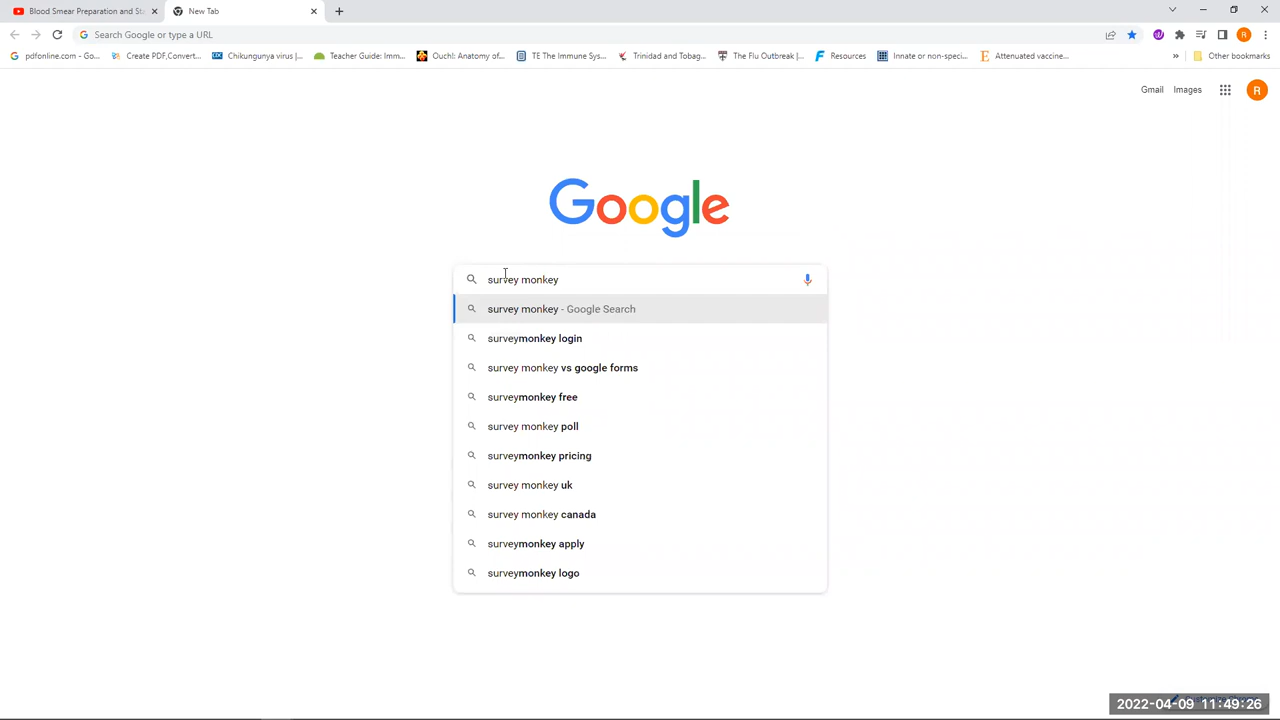 Blood Smear Preparation and Sta
New Tab
Search Google or type a URL
R
pdfonline.com - Go...
Create PDF,Convert...
Chikungunya virus |...
Teacher Guide: Imm...
Ouch!: Anatomy of...
TE The Immune Sys...
Trinidad and Tobag...
The Flu Outbreak |...
Resources
Innate or non-speci...
Attenuated vaccine...
»
Other bookmarks
Gmail
Images
R
Google
survey monkey
survey monkey - Google Search
surveymonkey login
survey monkey vs google forms
surveymonkey free
survey monkey poll
surveymonkey pricing
survey monkey uk
survey monkey canada
surveymonkey apply
surveymonkey logo
2022-04-09 11:49:26